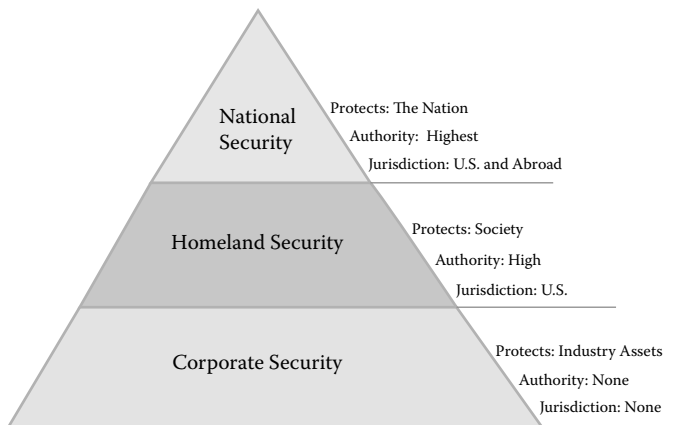 National
Security
Protects: The Nation
Authority: Highest
Jurisdiction: U.S. and Abroad
Homeland Security
Protects: Society
Authority: High
Jurisdiction: U.S.
Corporate Security
Protects: Industry Assets
Authority: None
Jurisdiction: None